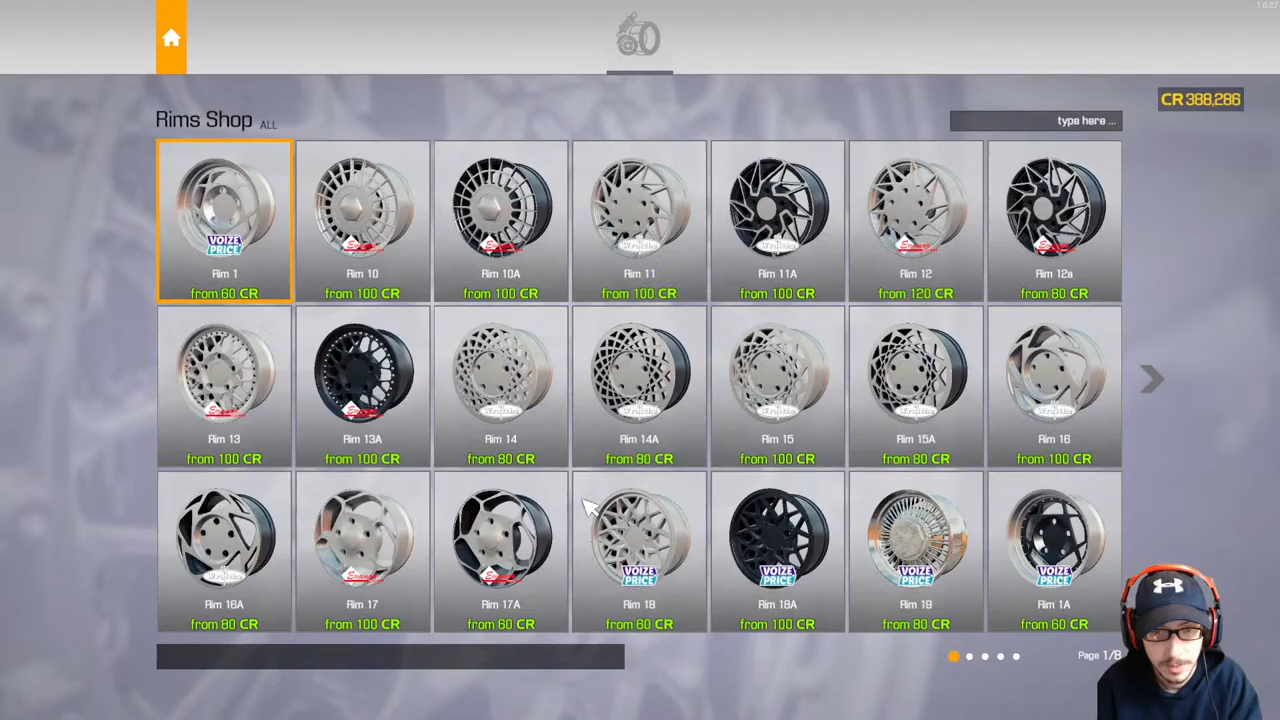 1.6.27
CR 388,286
Rims Shop ALL
type here ...
VOIZE PRICE
Rim 1 Rim 10 Rim 10A Rim 11 Rim 11A Rim 12 Rim 12a
from 60 CR from 100 CR from 100 CR from 100 CR from 100 CR from 120 CR from 80 CR
Rim 13 Rim 13A Rim 14 Rim 14A Rim 15 Rim 15A Rim 16
from 100 CR from 100 CR from 80 CR from 80 CR from 100 CR from 80 CR from 100 CR
VOIZE PRICE VOIZE PRICE VOIZE PRICE VOIZE PRICE
Rim 16A Rim 17 Rim 17A Rim 18 Rim 18A Rim 19 Rim 1A
from 80 CR from 100 CR from 60 CR from 60 CR from 100 CR from 80 CR from 60 CR
Page 1/8